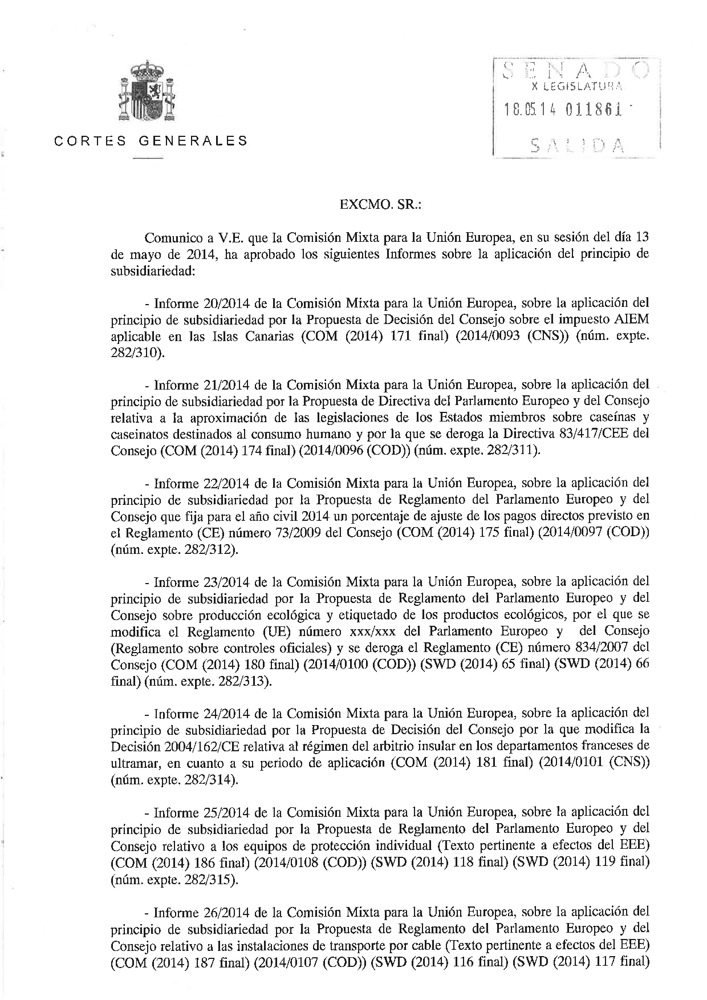 SENADO
X LEGISLATURA
18.05.14 011861
SALIDA
CORTES GENERALES
EXCMO. SR.:
Comunico a V.E. que la Comisión Mixta para la Unión Europea, en su sesión del día 13
de mayo de 2014, ha aprobado los siguientes Informes sobre la aplicación del principio de
subsidiariedad:
- Informe 20/2014 de la Comisión Mixta para la Unión Europea, sobre la aplicación del
principio de subsidiariedad por la Propuesta de Decisión del Consejo sobre el impuesto AIEM
aplicable en las Islas Canarias (COM (2014) 171 final) (2014/0093 (CNS)) (núm. expte.
282/310).
- Informe 21/2014 de la Comisión Mixta para la Unión Europea, sobre la aplicación del
principio de subsidiariedad por la Propuesta de Directiva del Parlamento Europeo y del Consejo
relativa a la aproximación de las legislaciones de los Estados miembros sobre caseínas y
caseinatos destinados al consumo humano y por la que se deroga la Directiva 83/417/CEE del
Consejo (COM (2014) 174 final) (2014/0096 (COD)) (núm. expte. 282/311).
- Informe 22/2014 de la Comisión Mixta para la Unión Europea, sobre la aplicación del
principio de subsidiariedad por la Propuesta de Reglamento del Parlamento Europeo y del
Consejo que fija para el año civil 2014 un porcentaje de ajuste de los pagos directos previsto en
el Reglamento (CE) número 73/2009 del Consejo (COM (2014) 175 final) (2014/0097 (COD))
(núm. expte. 282/312).
- Informe 23/2014 de la Comisión Mixta para la Unión Europea, sobre la aplicación del
principio de subsidiariedad por la Propuesta de Reglamento del Parlamento Europeo y del
Consejo sobre producción ecológica y etiquetado de los productos ecológicos, por el que se
modifica el Reglamento (UE) número xxx/xxx del Parlamento Europeo y del Consejo
(Reglamento sobre controles oficiales) y se deroga el Reglamento (CE) número 834/2007 del
Consejo (COM (2014) 180 final) (2014/0100 (COD)) (SWD (2014) 65 final) (SWD (2014) 66
final) (núm. expte. 282/313).
- Informe 24/2014 de la Comisión Mixta para la Unión Europea, sobre la aplicación del
principio de subsidiariedad por la Propuesta de Decisión del Consejo por la que modifica la
Decisión 2004/162/CE relativa al régimen del arbitrio insular en los departamentos franceses de
ultramar, en cuanto a su periodo de aplicación (COM (2014) 181 final) (2014/0101 (CNS))
(núm. expte. 282/314).
- Informe 25/2014 de la Comisión Mixta para la Unión Europea, sobre la aplicación del
principio de subsidiariedad por la Propuesta de Reglamento del Parlamento Europeo y del
Consejo relativo a los equipos de protección individual (Texto pertinente a efectos del EEE)
(COM (2014) 186 final) (2014/0108 (COD)) (SWD (2014) 118 final) (SWD (2014) 119 final)
(núm. expte. 282/315).
- Informe 26/2014 de la Comisión Mixta para la Unión Europea, sobre la aplicación del
principio de subsidiariedad por la Propuesta de Reglamento del Parlamento Europeo y del
Consejo relativo a las instalaciones de transporte por cable (Texto pertinente a efectos del EEE)
(COM (2014) 187 final) (2014/0107 (COD)) (SWD (2014) 116 final) (SWD (2014) 117 final)